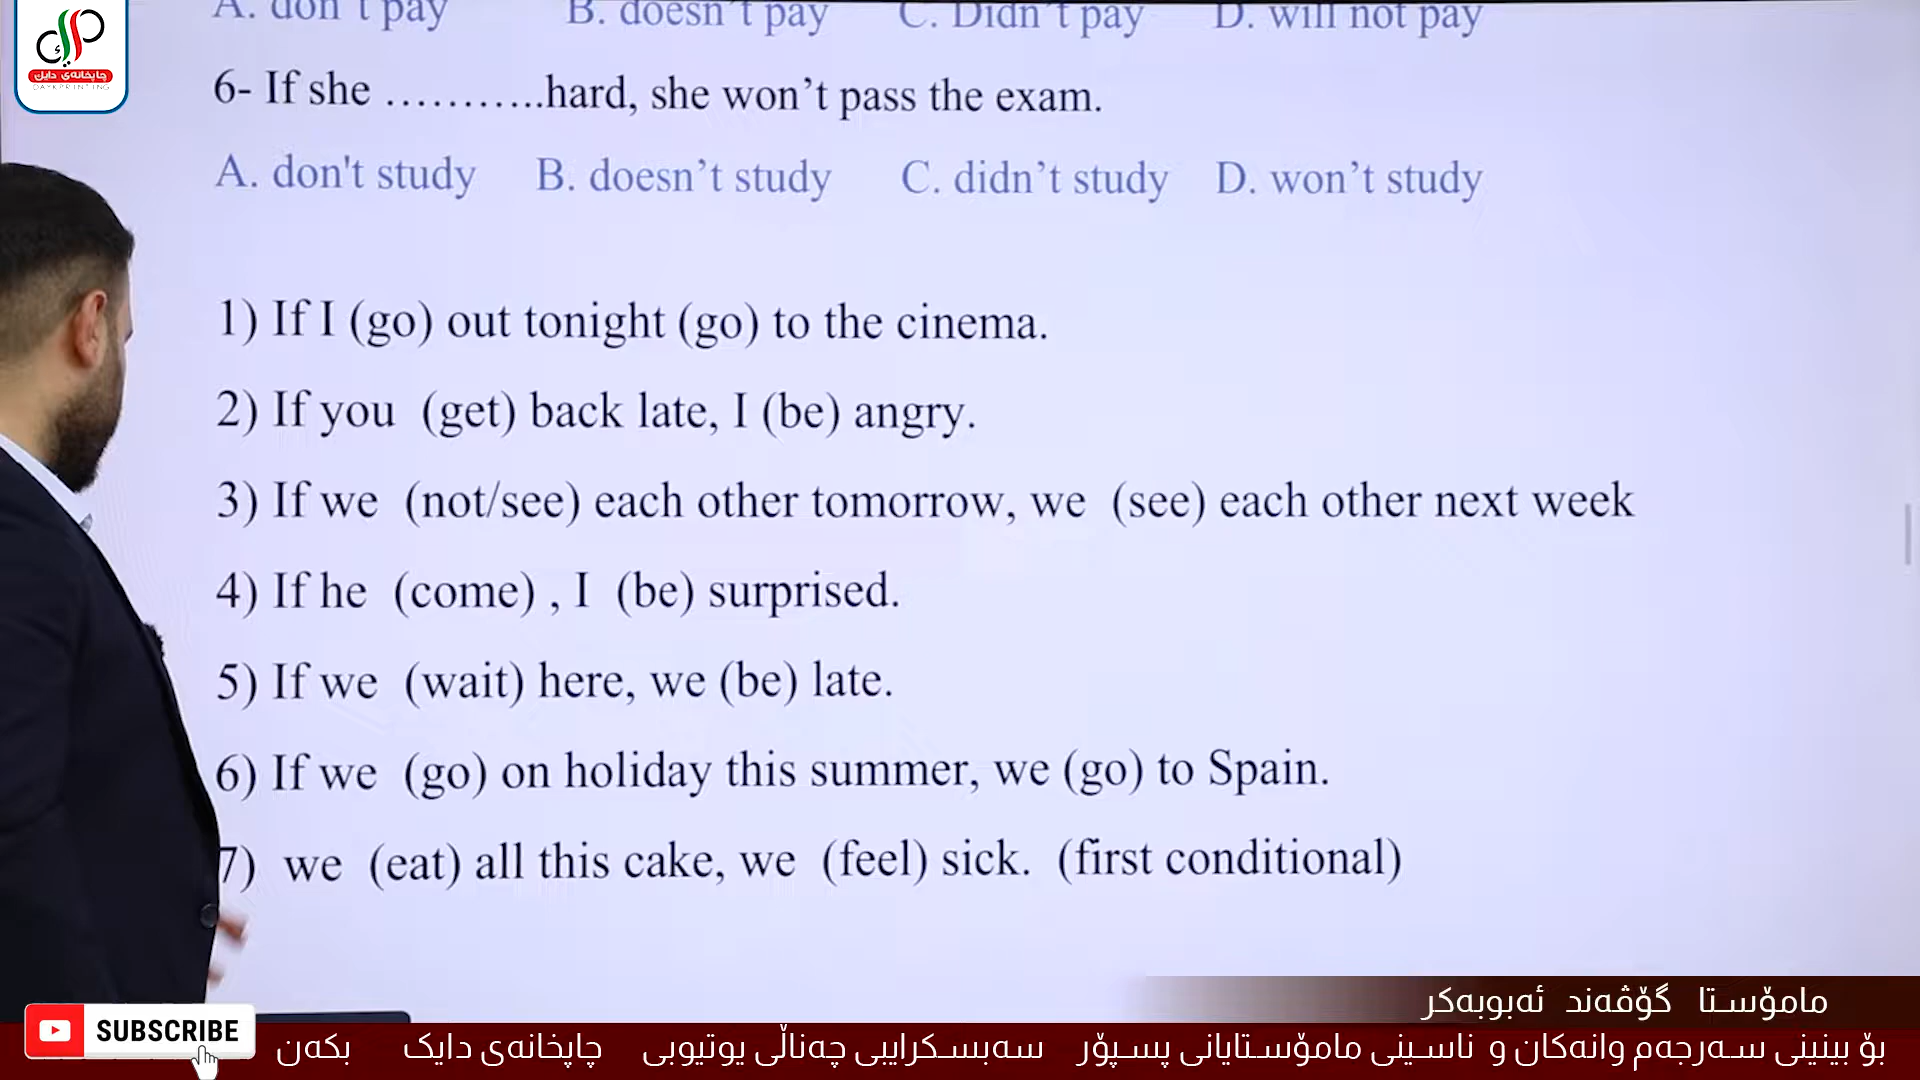 A. don't pay B. doesn't pay C. Didn't pay D. will not pay
6- If she ………..hard, she won’t pass the exam.
A. don't study B. doesn’t study C. didn’t study D. won’t study
1) If I (go) out tonight (go) to the cinema.
2) If you (get) back late, I (be) angry.
3) If we (not/see) each other tomorrow, we (see) each other next week
4) If he (come) , I (be) surprised.
5) If we (wait) here, we (be) late.
6) If we (go) on holiday this summer, we (go) to Spain.
7) we (eat) all this cake, we (feel) sick. (first conditional)
چاپخانەی دایک
DAYK PRINTING
مامۆستا گۆڤەند ئەبوبەکر
SUBSCRIBE
بۆ بینینی سەرجەم وانەکان و ناسینی مامۆستایانی پسپۆر سەبسکرایبی چەناڵی یوتیوبی چاپخانەی دایک بکەن